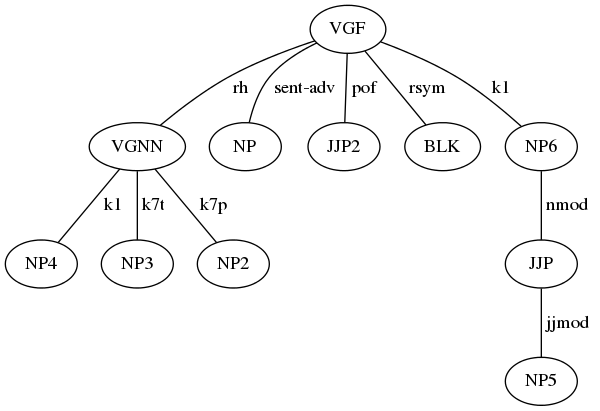 VGF
rh sent-adv pof rsym k1
VGNN NP JJP2 BLK NP6
k1 k7t k7p nmod
NP4 NP3 NP2 JJP
jjmod
NP5